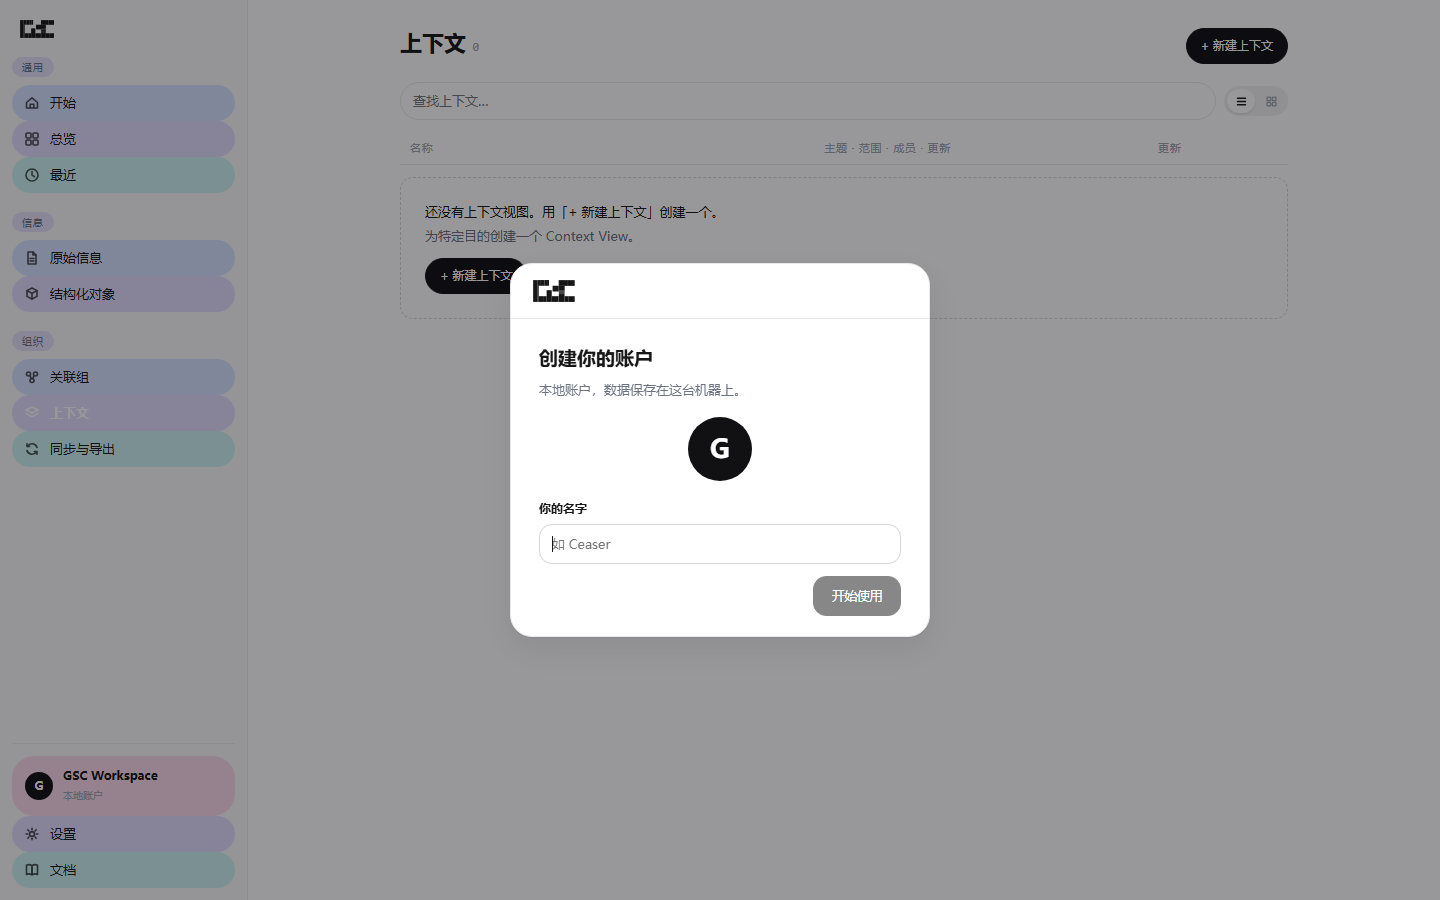 GSC
通用
开始
总览
最近
信息
原始信息
结构化对象
组织
关联组
上下文
同步与导出
G
GSC Workspace
本地账户
设置
文档
上下文 0
+ 新建上下文
查找上下文...
名称
主题 · 范围 · 成员 · 更新
更新
还没有上下文视图。用「+ 新建上下文」创建一个。
为特定目的创建一个 Context View。
+ 新建上下文
GSC
创建你的账户
本地账户，数据保存在这台机器上。
G
你的名字
如 Ceaser
开始使用